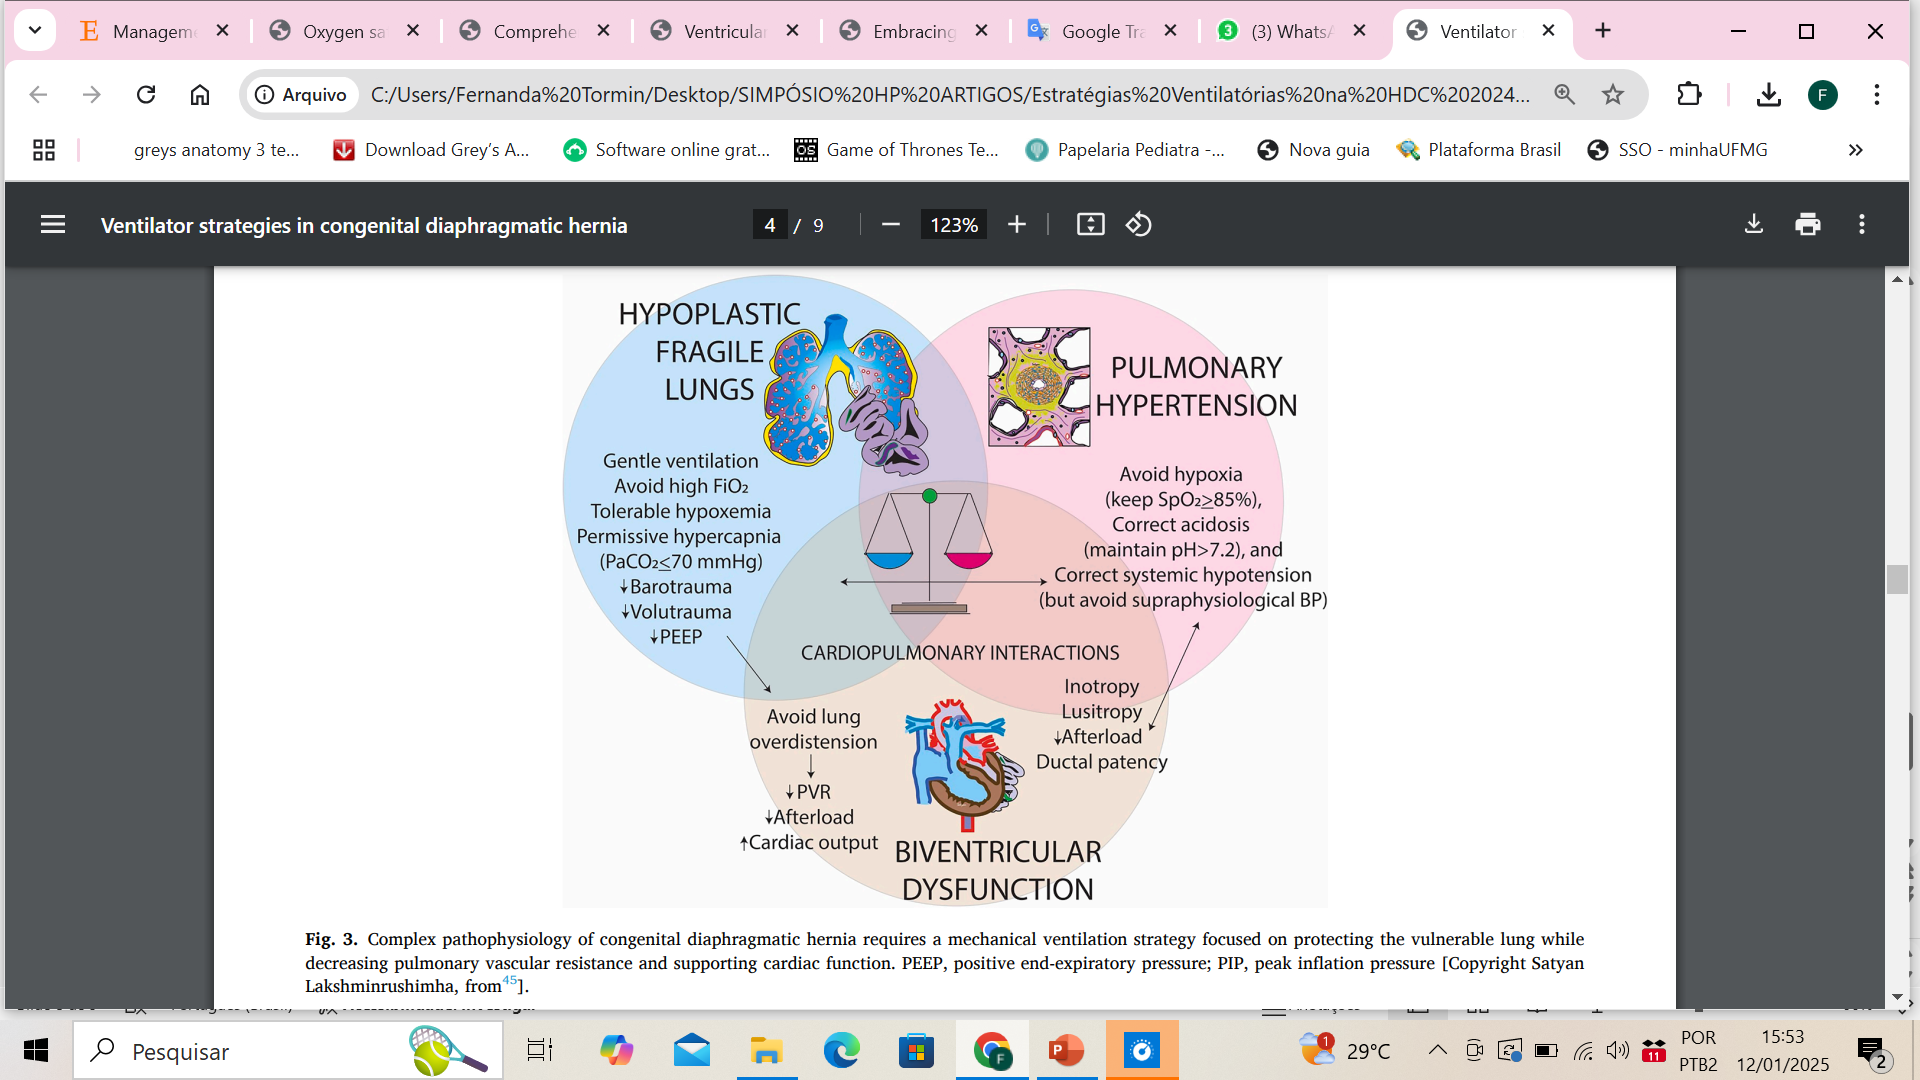 Manageme
Oxygen sa
Comprehe
Ventricula
Embracing
Google Tra
3
(3) WhatsA
Ventilator
Arquivo
C:/Users/Fernanda%20Tormin/Desktop/SIMPÓSIO%20HP%20ARTIGOS/Estratégias%20Ventilatórias%20na%20HDC%202024...
F
greys anatomy 3 te...
Download Grey's A...
Software online grat...
OS
Game of Thrones Te...
Papelaria Pediatra -...
Nova guia
Plataforma Brasil
SSO - minhaUFMG
Ventilator strategies in congenital diaphragmatic hernia
4 / 9
123%
HYPOPLASTIC
FRAGILE
LUNGS
Gentle ventilation
Avoid high FiO₂
Tolerable hypoxemia
Permissive hypercapnia
(PaCO₂≤70 mmHg)
↓Barotrauma
↓Volutrauma
↓PEEP
PULMONARY
HYPERTENSION
Avoid hypoxia
(keep SpO₂≥85%),
Correct acidosis
(maintain pH>7.2), and
Correct systemic hypotension
(but avoid supraphysiological BP)
CARDIOPULMONARY INTERACTIONS
Avoid lung
overdistension
↓PVR
↓Afterload
↑Cardiac output
Inotropy
Lusitropy
↓Afterload
Ductal patency
BIVENTRICULAR
DYSFUNCTION
Fig. 3. Complex pathophysiology of congenital diaphragmatic hernia requires a mechanical ventilation strategy focused on protecting the vulnerable lung while
decreasing pulmonary vascular resistance and supporting cardiac function. PEEP, positive end-expiratory pressure; PIP, peak inflation pressure [Copyright Satyan
Lakshminrushimha, from45].
Pesquisar
F
P
1
29°C
11
POR
PTB2
15:53
12/01/2025
2